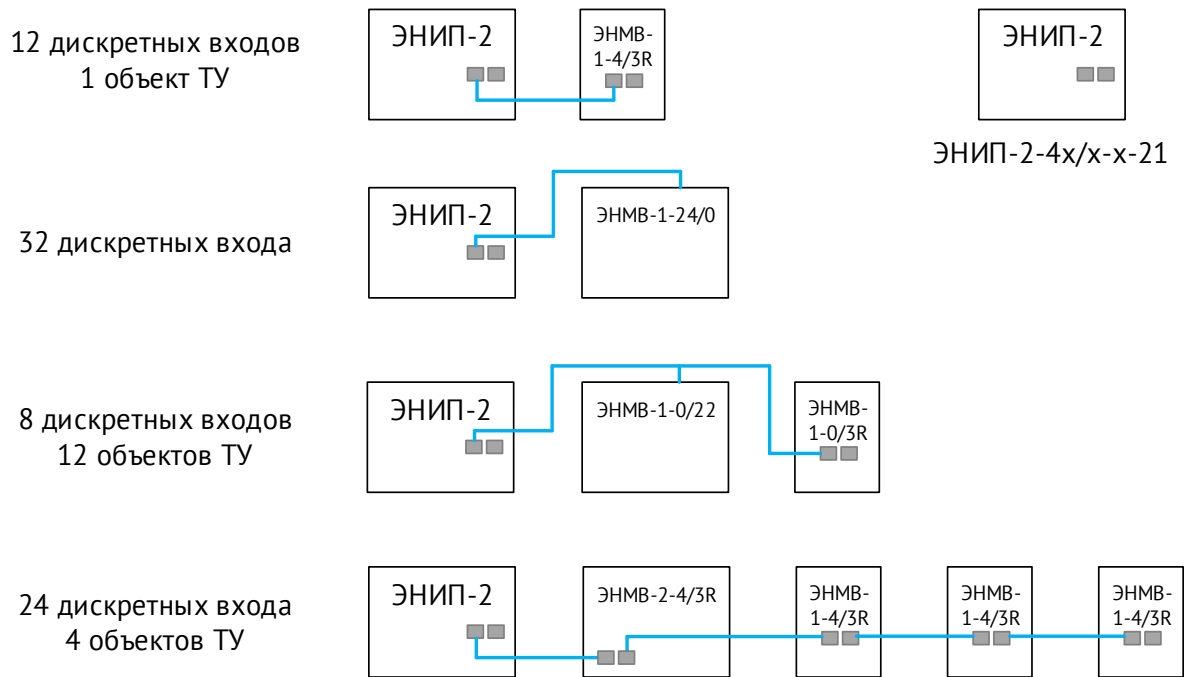 12 дискретных входов
1 объект ТУ
ЭНИП-2
ЭНМВ-
1-4/3R
ЭНИП-2
ЭНИП-2-4x/x-x-21
32 дискретных входа
ЭНИП-2
ЭНМВ-1-24/0
8 дискретных входов
12 объектов ТУ
ЭНИП-2
ЭНМВ-1-0/22
ЭНМВ-
1-0/3R
24 дискретных входа
4 объектов ТУ
ЭНИП-2
ЭНМВ-2-4/3R
ЭНМВ-
1-4/3R
ЭНМВ-
1-4/3R
ЭНМВ-
1-4/3R